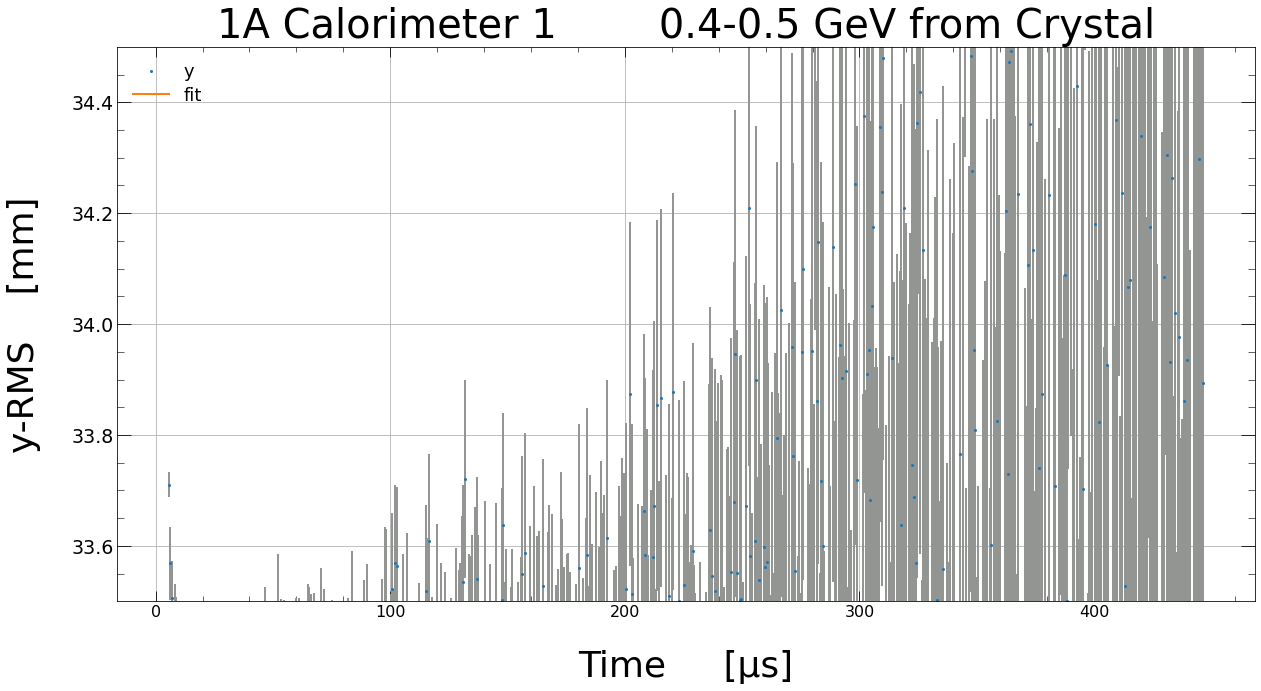 1A Calorimeter 1 0.4-0.5 GeV from Crystal
y
fit
34.4
34.2
34.0
33.8
33.6
y-RMS [mm]
0 100 200 300 400
Time [µs]